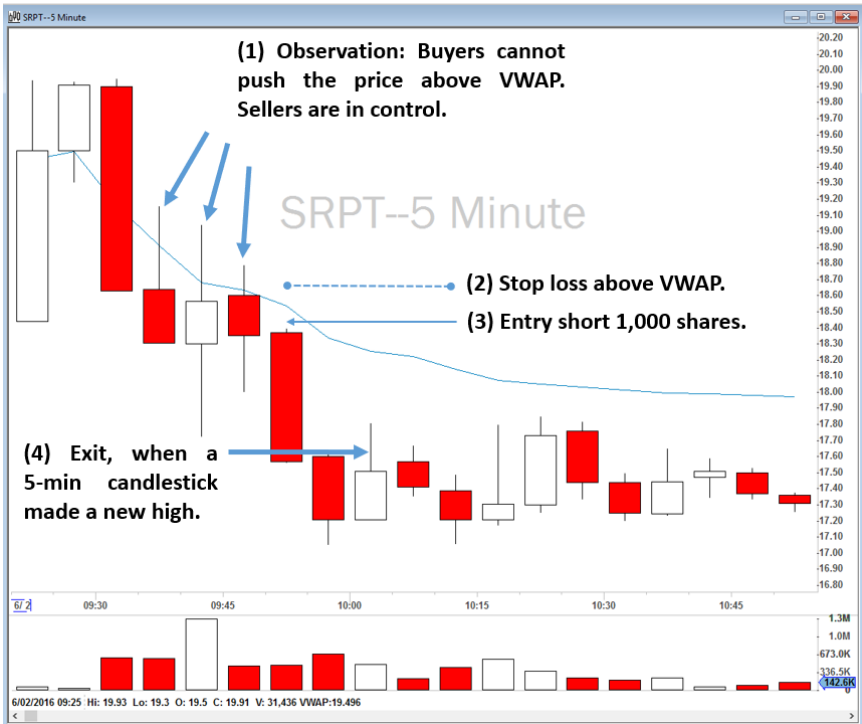 SRPT--5 Minute
(1) Observation: Buyers cannot
push the price above VWAP.
Sellers are in control.
SRPT--5 Minute
(2) Stop loss above VWAP.
(3) Entry short 1,000 shares.
(4) Exit, when a
5-min candlestick
made a new high.
20.20
20.10
20.00
19.90
19.80
19.70
19.60
19.50
19.40
19.30
19.20
19.10
19.00
18.90
18.80
18.70
18.60
18.50
18.40
18.30
18.20
18.10
18.00
17.90
17.80
17.70
17.60
17.50
17.40
17.30
17.20
17.10
17.00
16.90
16.80
6/ 2 09:30 09:45 10:00 10:15 10:30 10:45
1.3M
1.0M
673.0K
336.5K
142.6K
0
6/02/2016 09:25 Hi: 19.93 Lo: 19.3 O: 19.5 C: 19.91 V: 31,436 VWAP:19.496